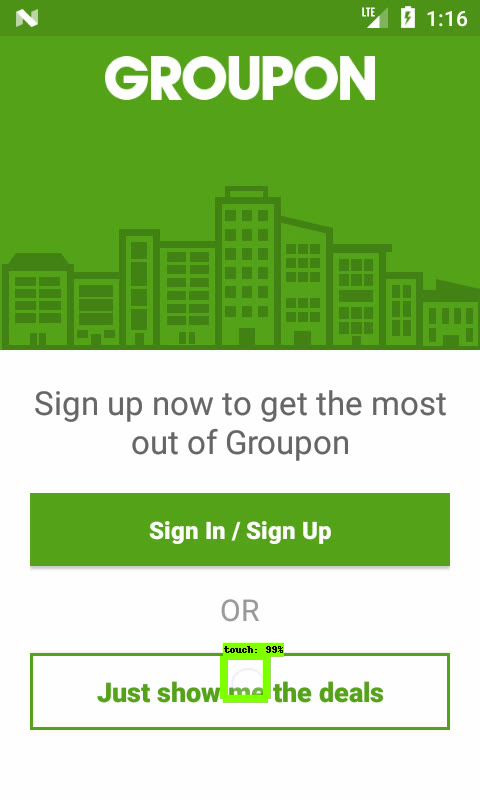 LTE 1:16
GROUPON
Sign up now to get the most
out of Groupon
Sign In / Sign Up
OR
touch: 99%
Just show me the deals